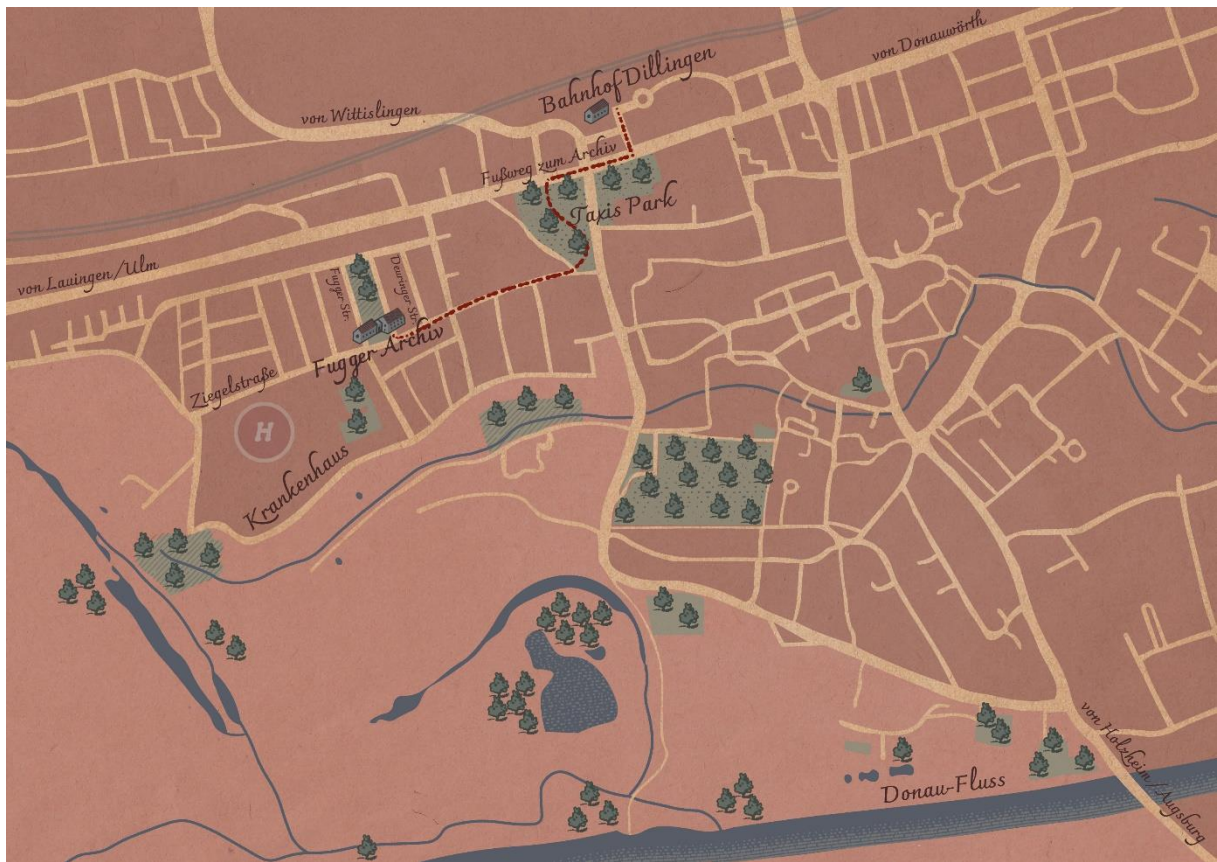 von Donauwörth
Bahnhof Dillingen
von Wittislingen
Fußweg zum Archiv
Taxis Park
von Lauingen/Ulm
Fugger-Str.
Deuringer-Str.
Fugger Archiv
Ziegelstraße
H
Krankenhaus
von Holzheim/Augsburg
Donau-Fluss